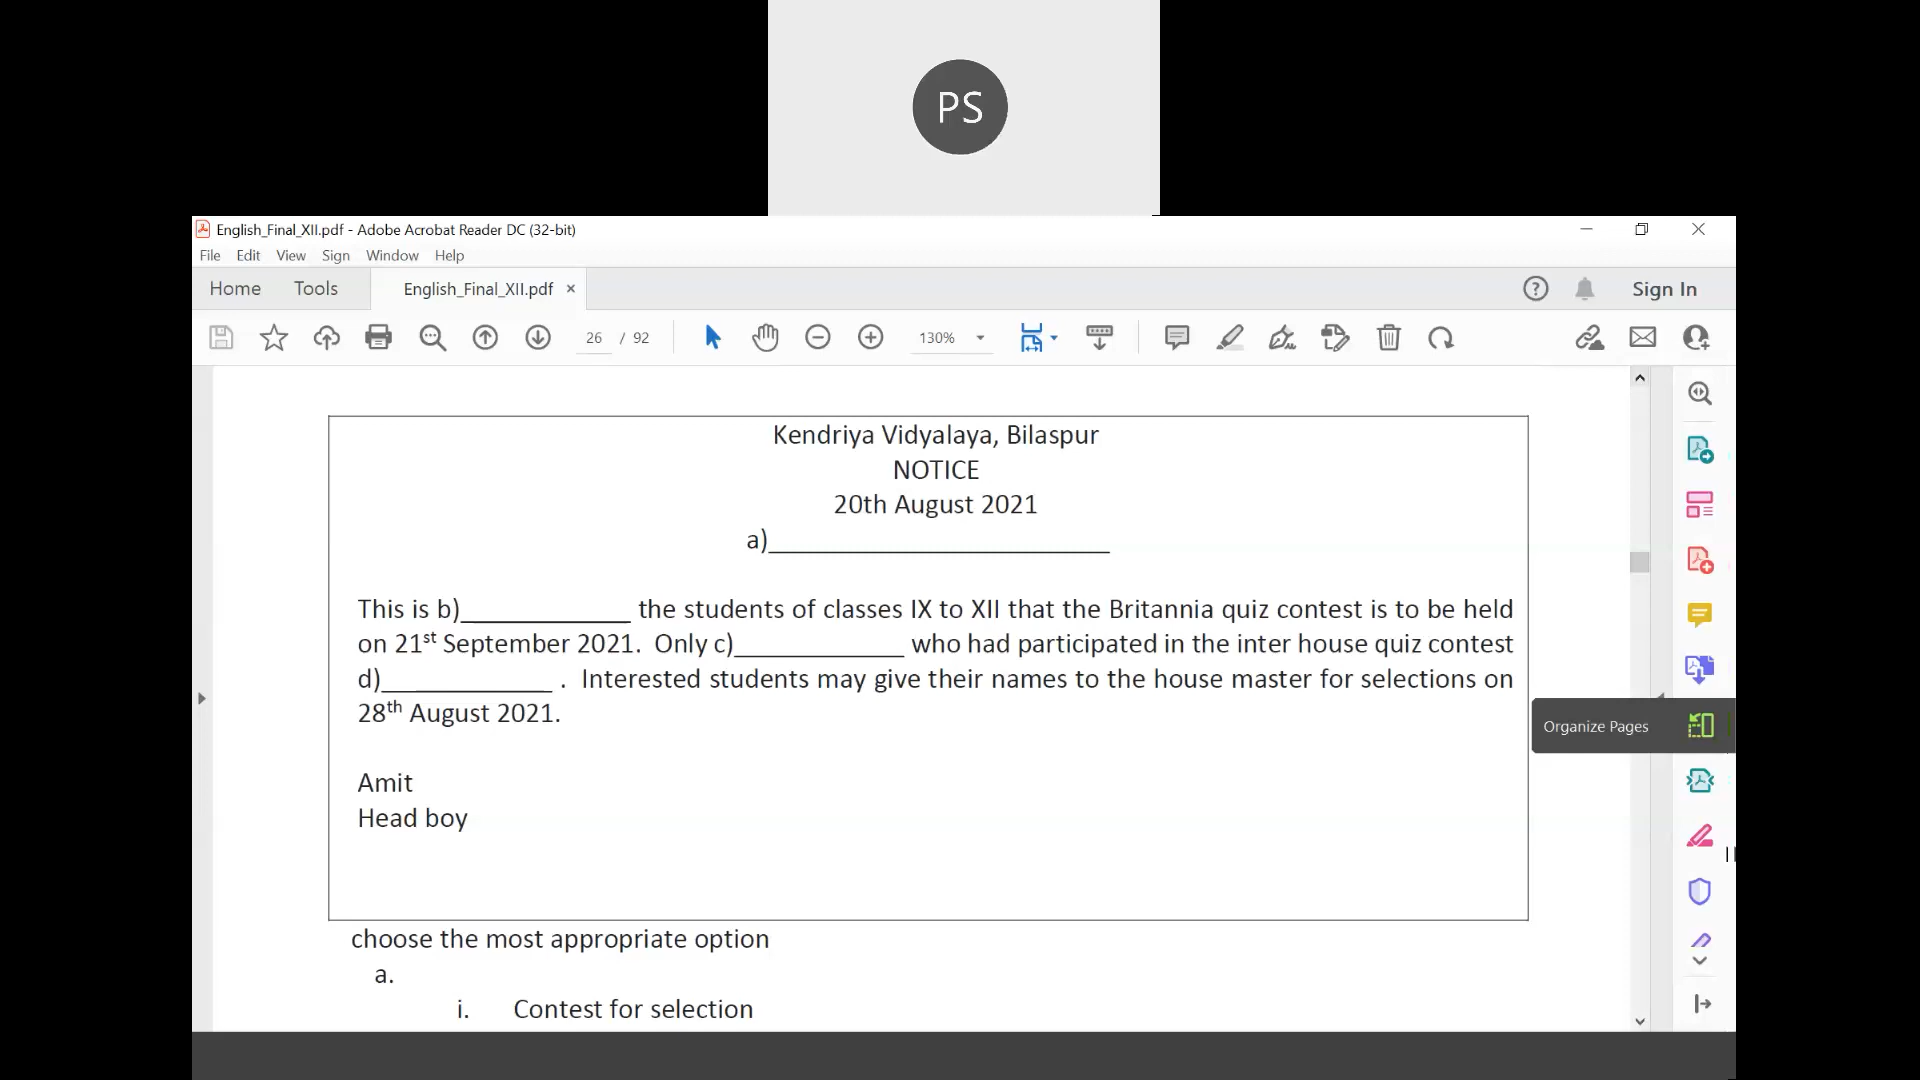 PS
English_Final_XII.pdf - Adobe Acrobat Reader DC (32-bit)
File Edit View Window Help
Home Tools English_Final_XII.pdf × Sign In
26 / 92 130%
Kendriya Vidyalaya, Bilaspur
NOTICE
20th August 2021
a)_________________________
This is b)____________ the students of classes IX to XII that the Britannia quiz contest is to be held
on 21st September 2021. Only c)____________ who had participated in the inter house quiz contest
d)____________ . Interested students may give their names to the house master for selections on
28th August 2021.
Organize Pages
Amit
Head boy
choose the most appropriate option
a.
i. Contest for selection